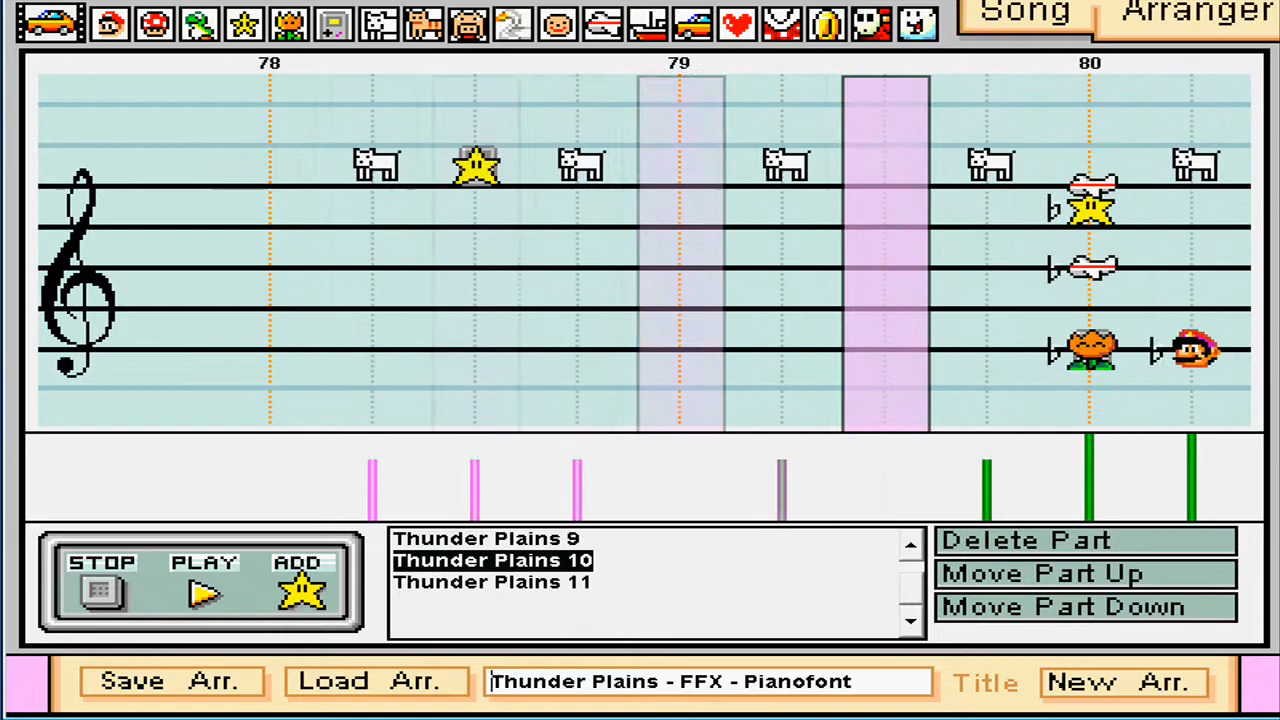 Song Arranger
78 79 80
STOP PLAY ADD
Thunder Plains 9
Thunder Plains 10
Thunder Plains 11
Delete Part
Move Part Up
Move Part Down
Save Arr. Load Arr. Thunder Plains - FFX - Pianofont Title New Arr.